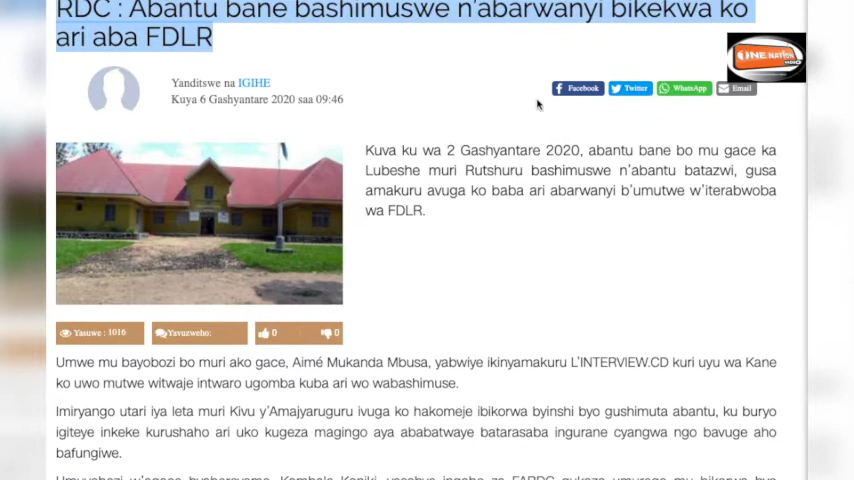 RDC : Abantu bane bashimuswe n'abarwanyi bikekwa ko
ari aba FDLR
ONE NATION
RADIO
Yanditswe na IGIHE
Kuya 6 Gashyantare 2020 saa 09:46
Facebook
Twitter
WhatsApp
Email
Kuva ku wa 2 Gashyantare 2020, abantu bane bo mu gace ka
Lubeshe muri Rutshuru bashimuswe n'abantu batazwi, gusa
amakuru avuga ko baba ari abarwanyi b'umutwe w'iterabwoba
wa FDLR.
Yasuwe : 1016
Yavuzweho:
0
0
Umwe mu bayobozi bo muri ako gace, Aimé Mukanda Mbusa, yabwiye ikinyamakuru L'INTERVIEW.CD kuri uyu wa Kane
ko uwo mutwe witwaje intwaro ugomba kuba ari wo wabashimuse.
Imiryango utari iya leta muri Kivu y'Amajyaruguru ivuga ko hakomeje ibikorwa byinshi byo gushimuta abantu, ku buryo
igiteye inkeke kurushaho ari uko kugeza magingo aya ababatwaye batarasaba ingurane cyangwa ngo bavuge aho
bafungiwe.